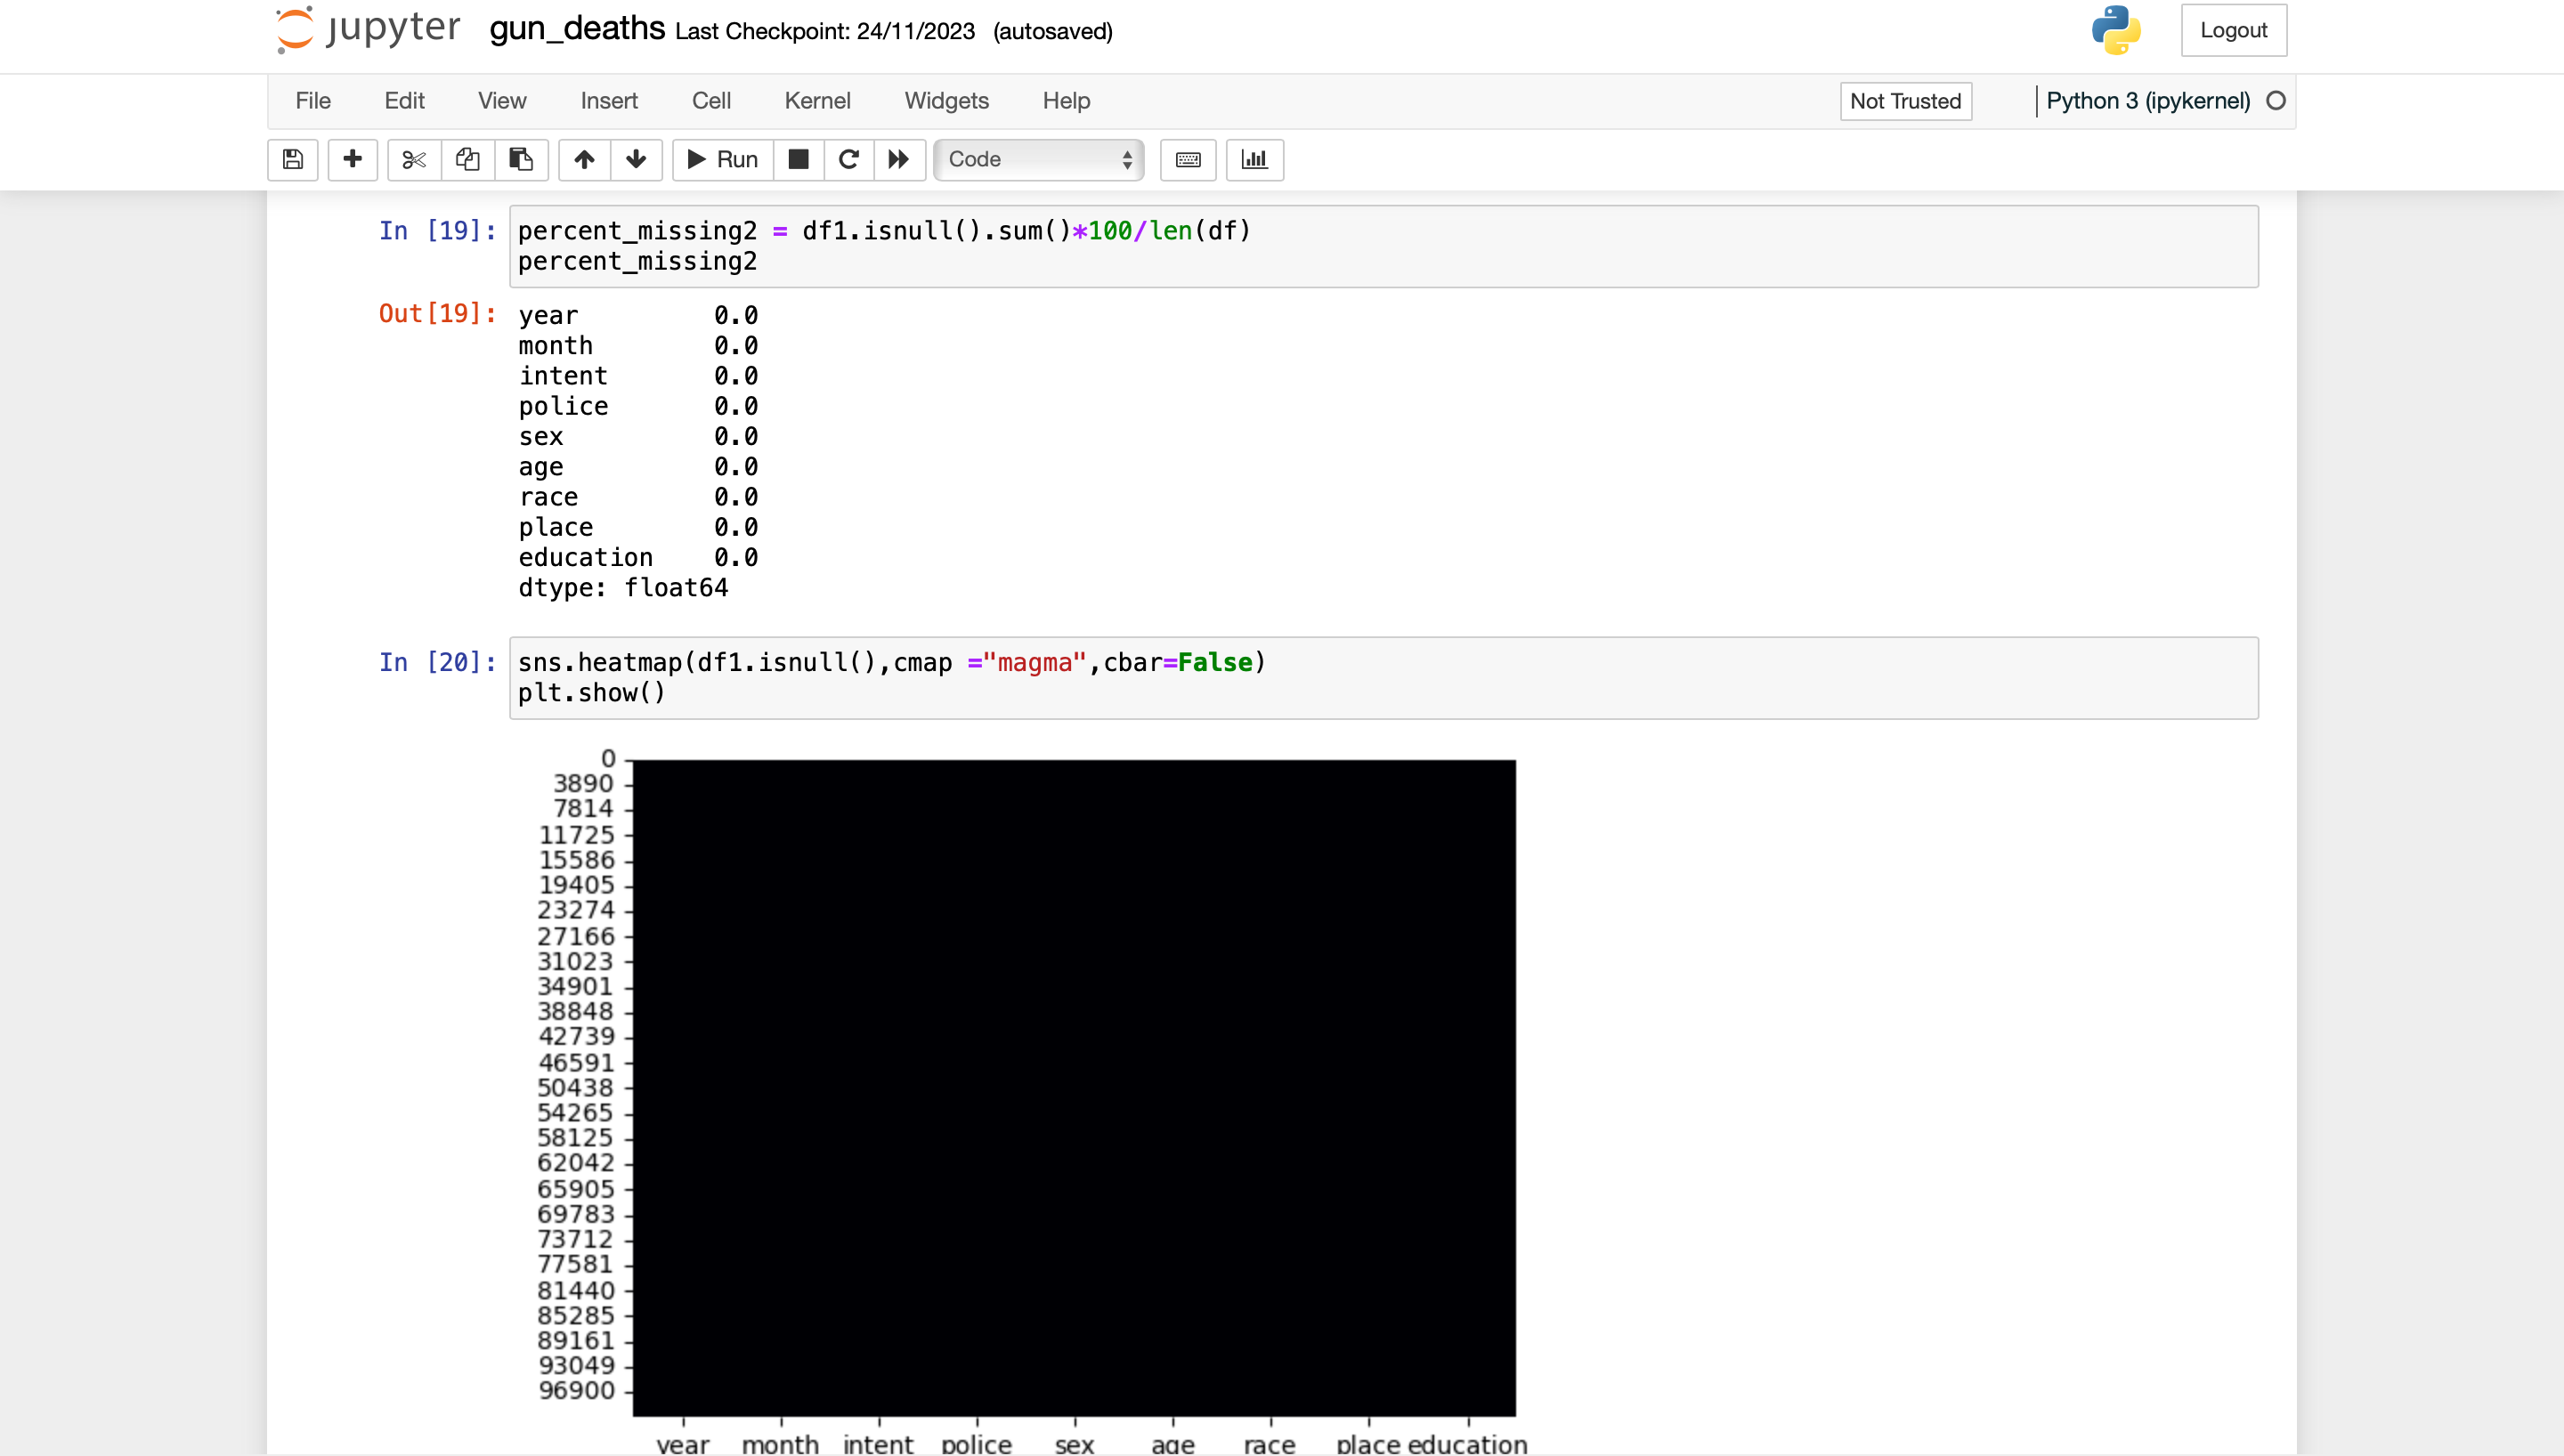 jupyter gun_deaths Last Checkpoint: 24/11/2023 (autosaved) Logout
File Edit View Insert Cell Kernel Widgets Help Not Trusted Python 3 (ipykernel)
Run Code
In [19]: percent_missing2 = df1.isnull().sum()*100/len(df)
percent_missing2
Out[19]: year 0.0
month 0.0
intent 0.0
police 0.0
sex 0.0
age 0.0
race 0.0
place 0.0
education 0.0
dtype: float64
In [20]: sns.heatmap(df1.isnull(),cmap ="magma",cbar=False)
plt.show()
0
3890
7814
11725
15586
19405
23274
27166
31023
34901
38848
42739
46591
50438
54265
58125
62042
65905
69783
73712
77581
81440
85285
89161
93049
96900
year month intent police sex age race place education